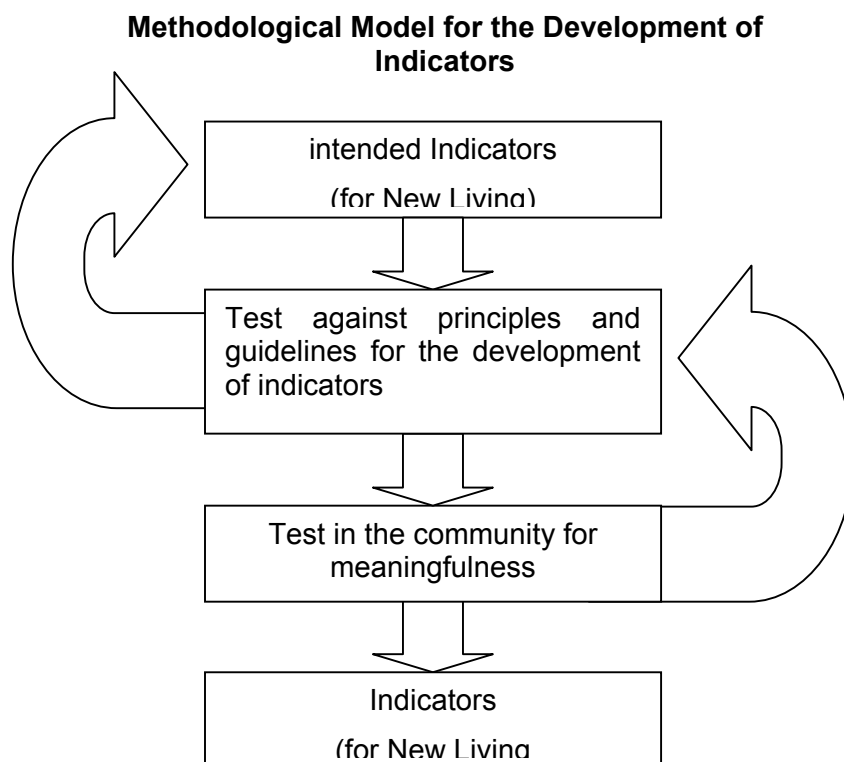 Methodological Model for the Development of
Indicators
intended Indicators
(for New Living)
Test against principles and
guidelines for the development
of indicators
Test in the community for
meaningfulness
Indicators
(for New Living